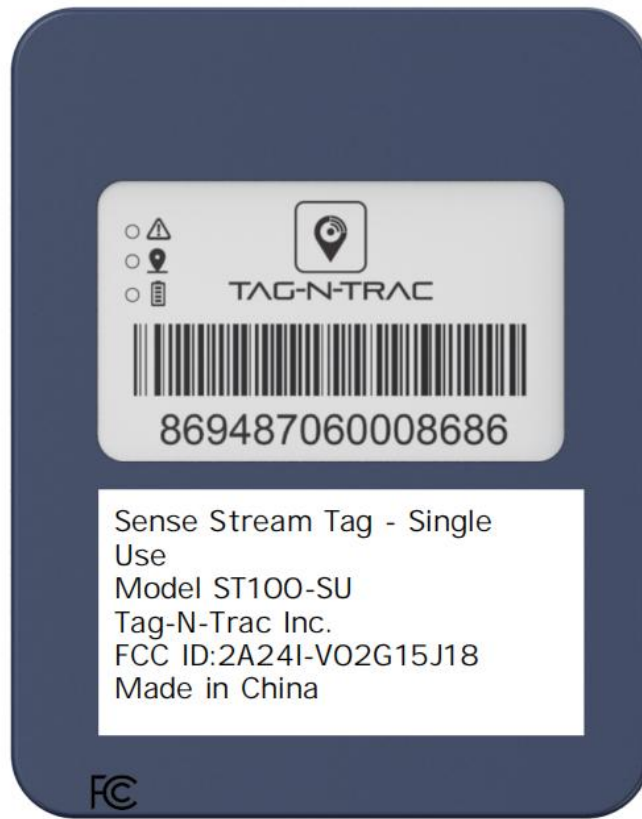 TAG-N-TRAC
869487060008686
Sense Stream Tag - Single
Use
Model ST100-SU
Tag-N-Trac Inc.
FCC ID:2A24I-VO2G15J18
Made in China
FC